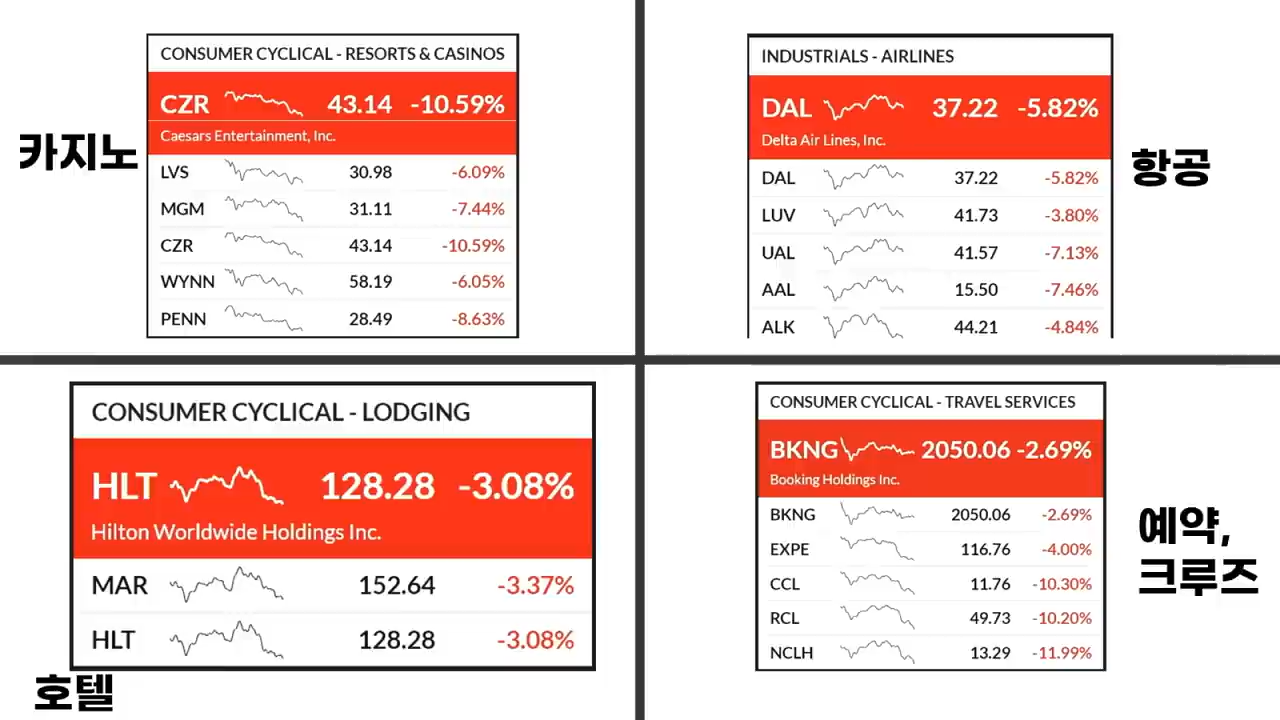 카지노
CONSUMER CYCLICAL - RESORTS & CASINOS
CZR 43.14 -10.59%
Caesars Entertainment, Inc.
LVS 30.98 -6.09%
MGM 31.11 -7.44%
CZR 43.14 -10.59%
WYNN 58.19 -6.05%
PENN 28.49 -8.63%
INDUSTRIALS - AIRLINES
DAL 37.22 -5.82%
Delta Air Lines, Inc.
DAL 37.22 -5.82%
LUV 41.73 -3.80%
UAL 41.57 -7.13%
AAL 15.50 -7.46%
ALK 44.21 -4.84%
항공
CONSUMER CYCLICAL - LODGING
HLT 128.28 -3.08%
Hilton Worldwide Holdings Inc.
MAR 152.64 -3.37%
HLT 128.28 -3.08%
호텔
CONSUMER CYCLICAL - TRAVEL SERVICES
BKNG 2050.06 -2.69%
Booking Holdings Inc.
BKNG 2050.06 -2.69%
EXPE 116.76 -4.00%
CCL 11.76 -10.30%
RCL 49.73 -10.20%
NCLH 13.29 -11.99%
예약,
크루즈